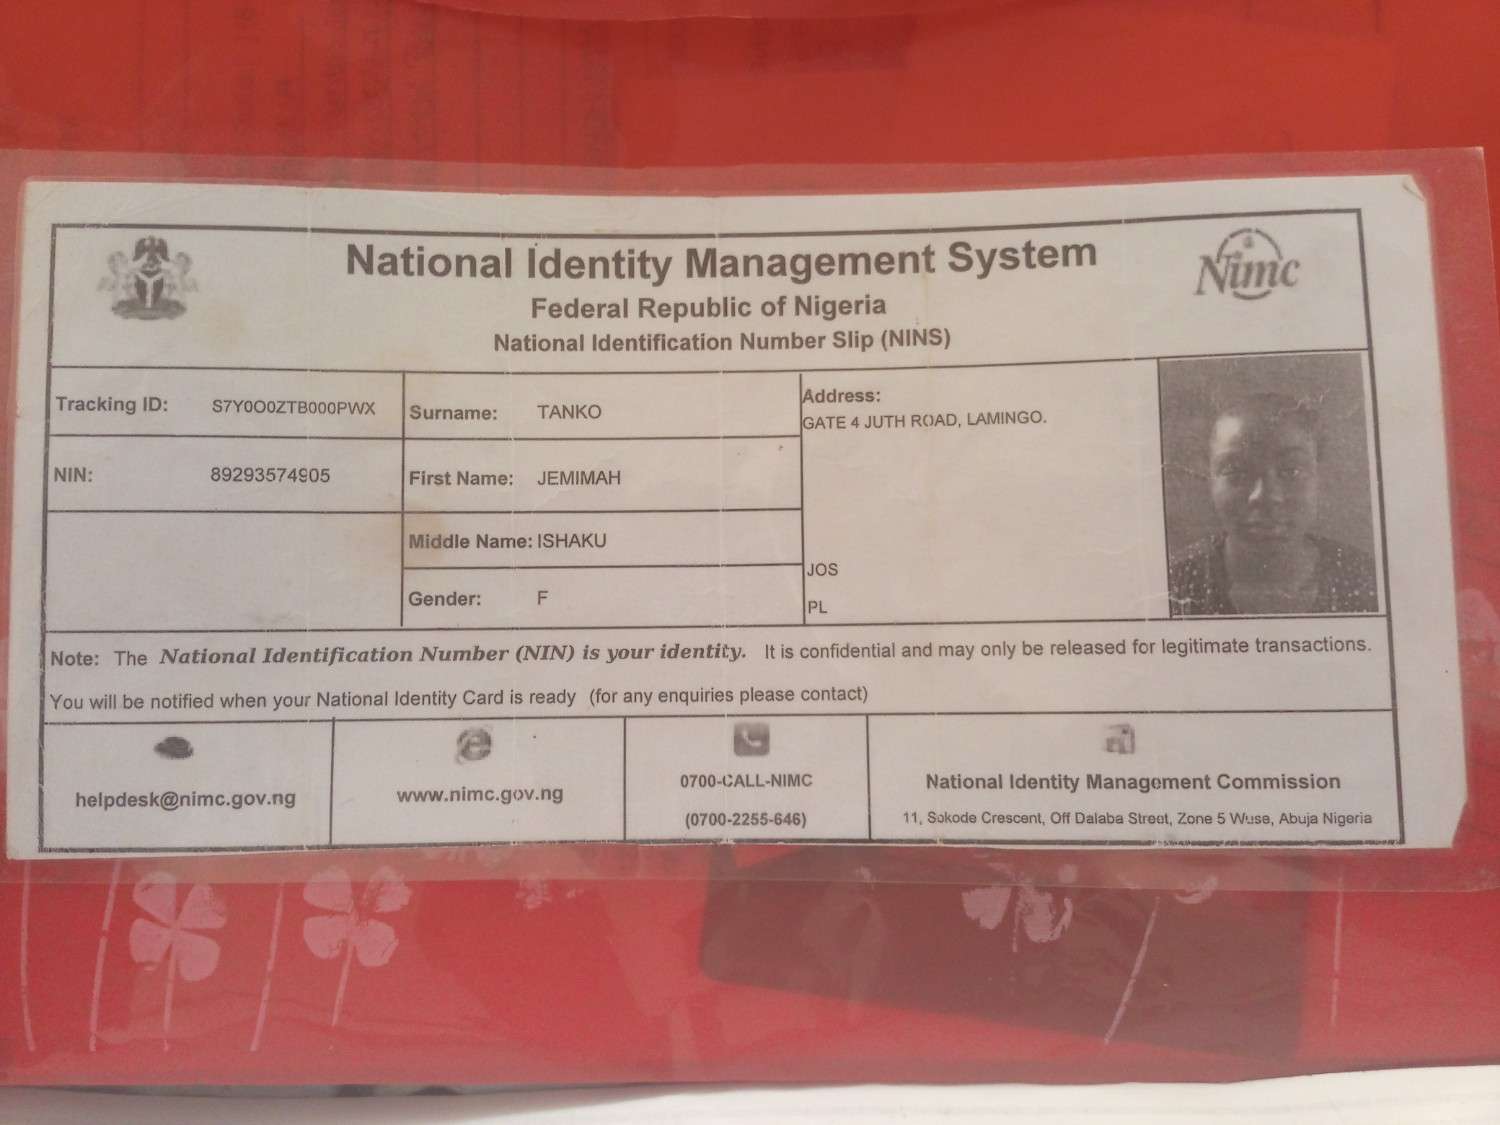 National Identity Management System
Federal Republic of Nigeria
National Identification Number Slip (NINS)
Nimc
Tracking ID: S7Y0O0ZTB000PWX
Surname: TANKO
Address:
GATE 4 JUTH ROAD, LAMINGO.
NIN: 89293574905
First Name: JEMIMAH
Middle Name: ISHAKU
JOS
Gender: F
PL
Note: The National Identification Number (NIN) is your identity. It is confidential and may only be released for legitimate transactions.
You will be notified when your National Identity Card is ready (for any enquiries please contact)
helpdesk@nimc.gov.ng
www.nimc.gov.ng
0700-CALL-NIMC
(0700-2255-646)
National Identity Management Commission
11, Sokode Crescent, Off Dalaba Street, Zone 5 Wuse, Abuja Nigeria